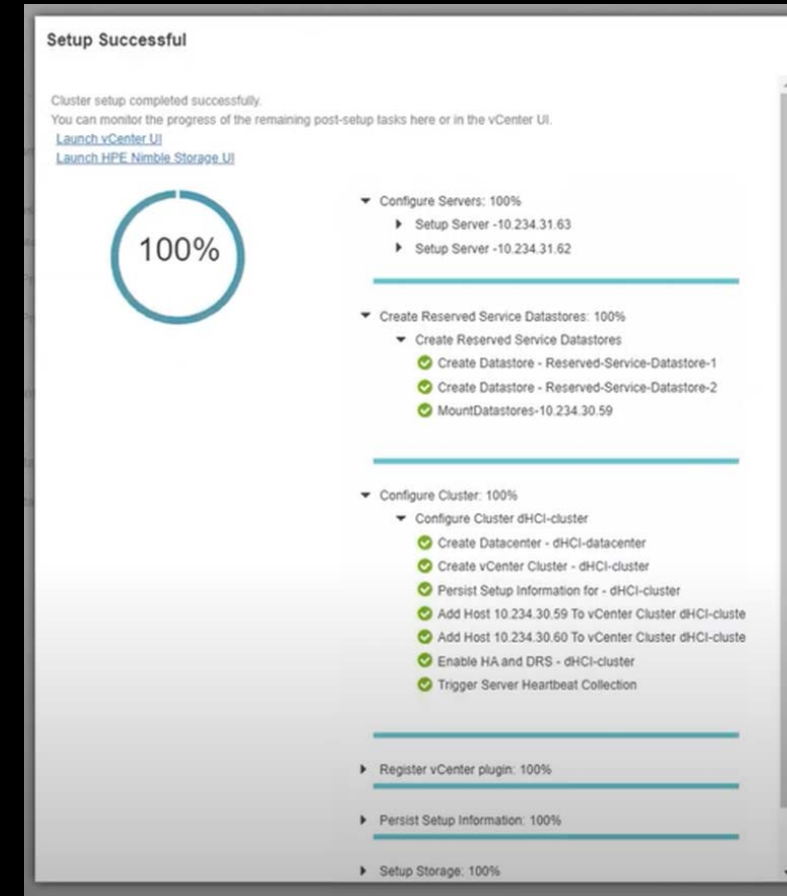 Setup Successful
Cluster setup completed successfully.
You can monitor the progress of the remaining post-setup tasks here or in the vCenter UI.
Launch vCenter UI
Launch HPE Nimble Storage UI
100%
Configure Servers: 100%
Setup Server -10.234.31.63
Setup Server -10.234.31.62
Create Reserved Service Datastores: 100%
Create Reserved Service Datastores
Create Datastore - Reserved-Service-Datastore-1
Create Datastore - Reserved-Service-Datastore-2
MountDatastores-10.234.30.59
Configure Cluster: 100%
Configure Cluster dHCI-cluster
Create Datacenter - dHCI-datacenter
Create vCenter Cluster - dHCI-cluster
Persist Setup Information for - dHCI-cluster
Add Host 10.234.30.59 To vCenter Cluster dHCI-cluste
Add Host 10.234.30.60 To vCenter Cluster dHCI-cluste
Enable HA and DRS - dHCI-cluster
Trigger Server Heartbeat Collection
Register vCenter plugin: 100%
Persist Setup Information: 100%
Setup Storage: 100%